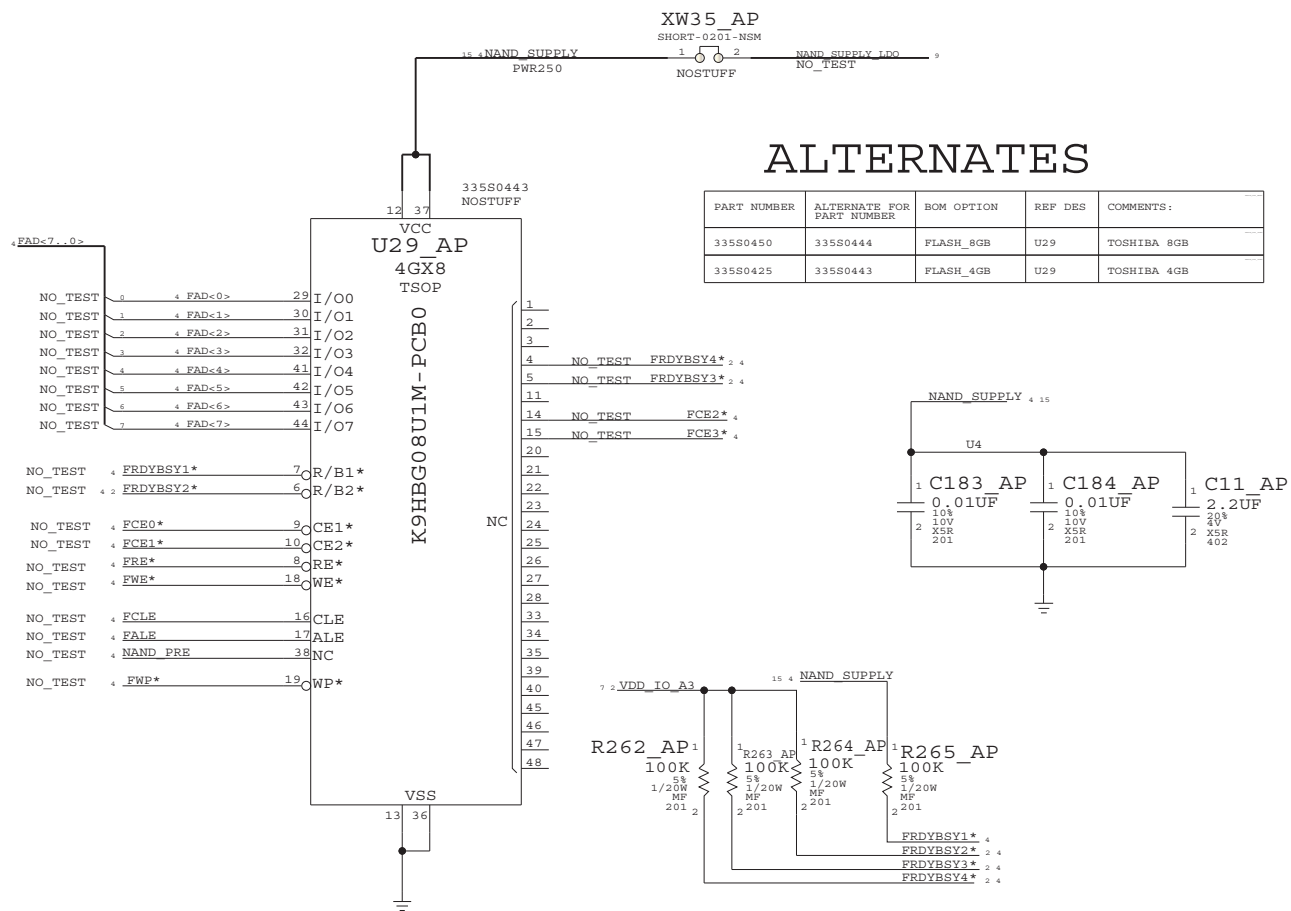 XW35_AP
SHORT-0201-NSM
15 4 NAND_SUPPLY 1 2 NAND_SUPPLY_LDO 9
PWR250 NOSTUFF NO_TEST
ALTERNATES
PART NUMBER ALTERNATE FOR PART NUMBER BOM OPTION REF DES COMMENTS:
335S0450 335S0444 FLASH_8GB U29 TOSHIBA 8GB
335S0425 335S0443 FLASH_4GB U29 TOSHIBA 4GB
335S0443
NOSTUFF
12 37
VCC
U29_AP
4GX8
TSOP
K9HBG08U1M-PCB0
4 FAD<7..0>
NO_TEST 0 4 FAD<0> 29 I/O0
NO_TEST 1 4 FAD<1> 30 I/O1
NO_TEST 2 4 FAD<2> 31 I/O2
NO_TEST 3 4 FAD<3> 32 I/O3
NO_TEST 4 4 FAD<4> 41 I/O4
NO_TEST 5 4 FAD<5> 42 I/O5
NO_TEST 6 4 FAD<6> 43 I/O6
NO_TEST 7 4 FAD<7> 44 I/O7
NO_TEST 4 FRDYBSY1* 7 R/B1*
NO_TEST 4 2 FRDYBSY2* 6 R/B2*
NO_TEST 4 FCE0* 9 CE1*
NO_TEST 4 FCE1* 10 CE2*
NO_TEST 4 FRE* 8 RE*
NO_TEST 4 FWE* 18 WE*
NO_TEST 4 FCLE 16 CLE
NO_TEST 4 FALE 17 ALE
NO_TEST 4 NAND_PRE 38 NC
NO_TEST 4 FWP* 19 WP*
NC
1
2
3
4 NO_TEST FRDYBSY4* 2 4
5 NO_TEST FRDYBSY3* 2 4
11
14 NO_TEST FCE2* 4
15 NO_TEST FCE3* 4
20
21
22
23
24
25
26
27
28
33
34
35
39
40
45
46
47
48
VSS
13 36
NAND_SUPPLY 4 15
U4
1 C183_AP
0.01UF
10%
10V
X5R
201
2
1 C184_AP
0.01UF
10%
10V
X5R
201
2
1 C11_AP
2.2UF
20%
4V
X5R
402
2
7 2 VDD_IO_A3
15 4 NAND_SUPPLY
R262_AP 1
100K
5%
1/20W
MF
201
2
1 R263_AP
100K
5%
1/20W
MF
201
2
1 R264_AP
100K
5%
1/20W
MF
201
2
1 R265_AP
100K
5%
1/20W
MF
201
2
FRDYBSY1* 4
FRDYBSY2* 2 4
FRDYBSY3* 2 4
FRDYBSY4* 2 4